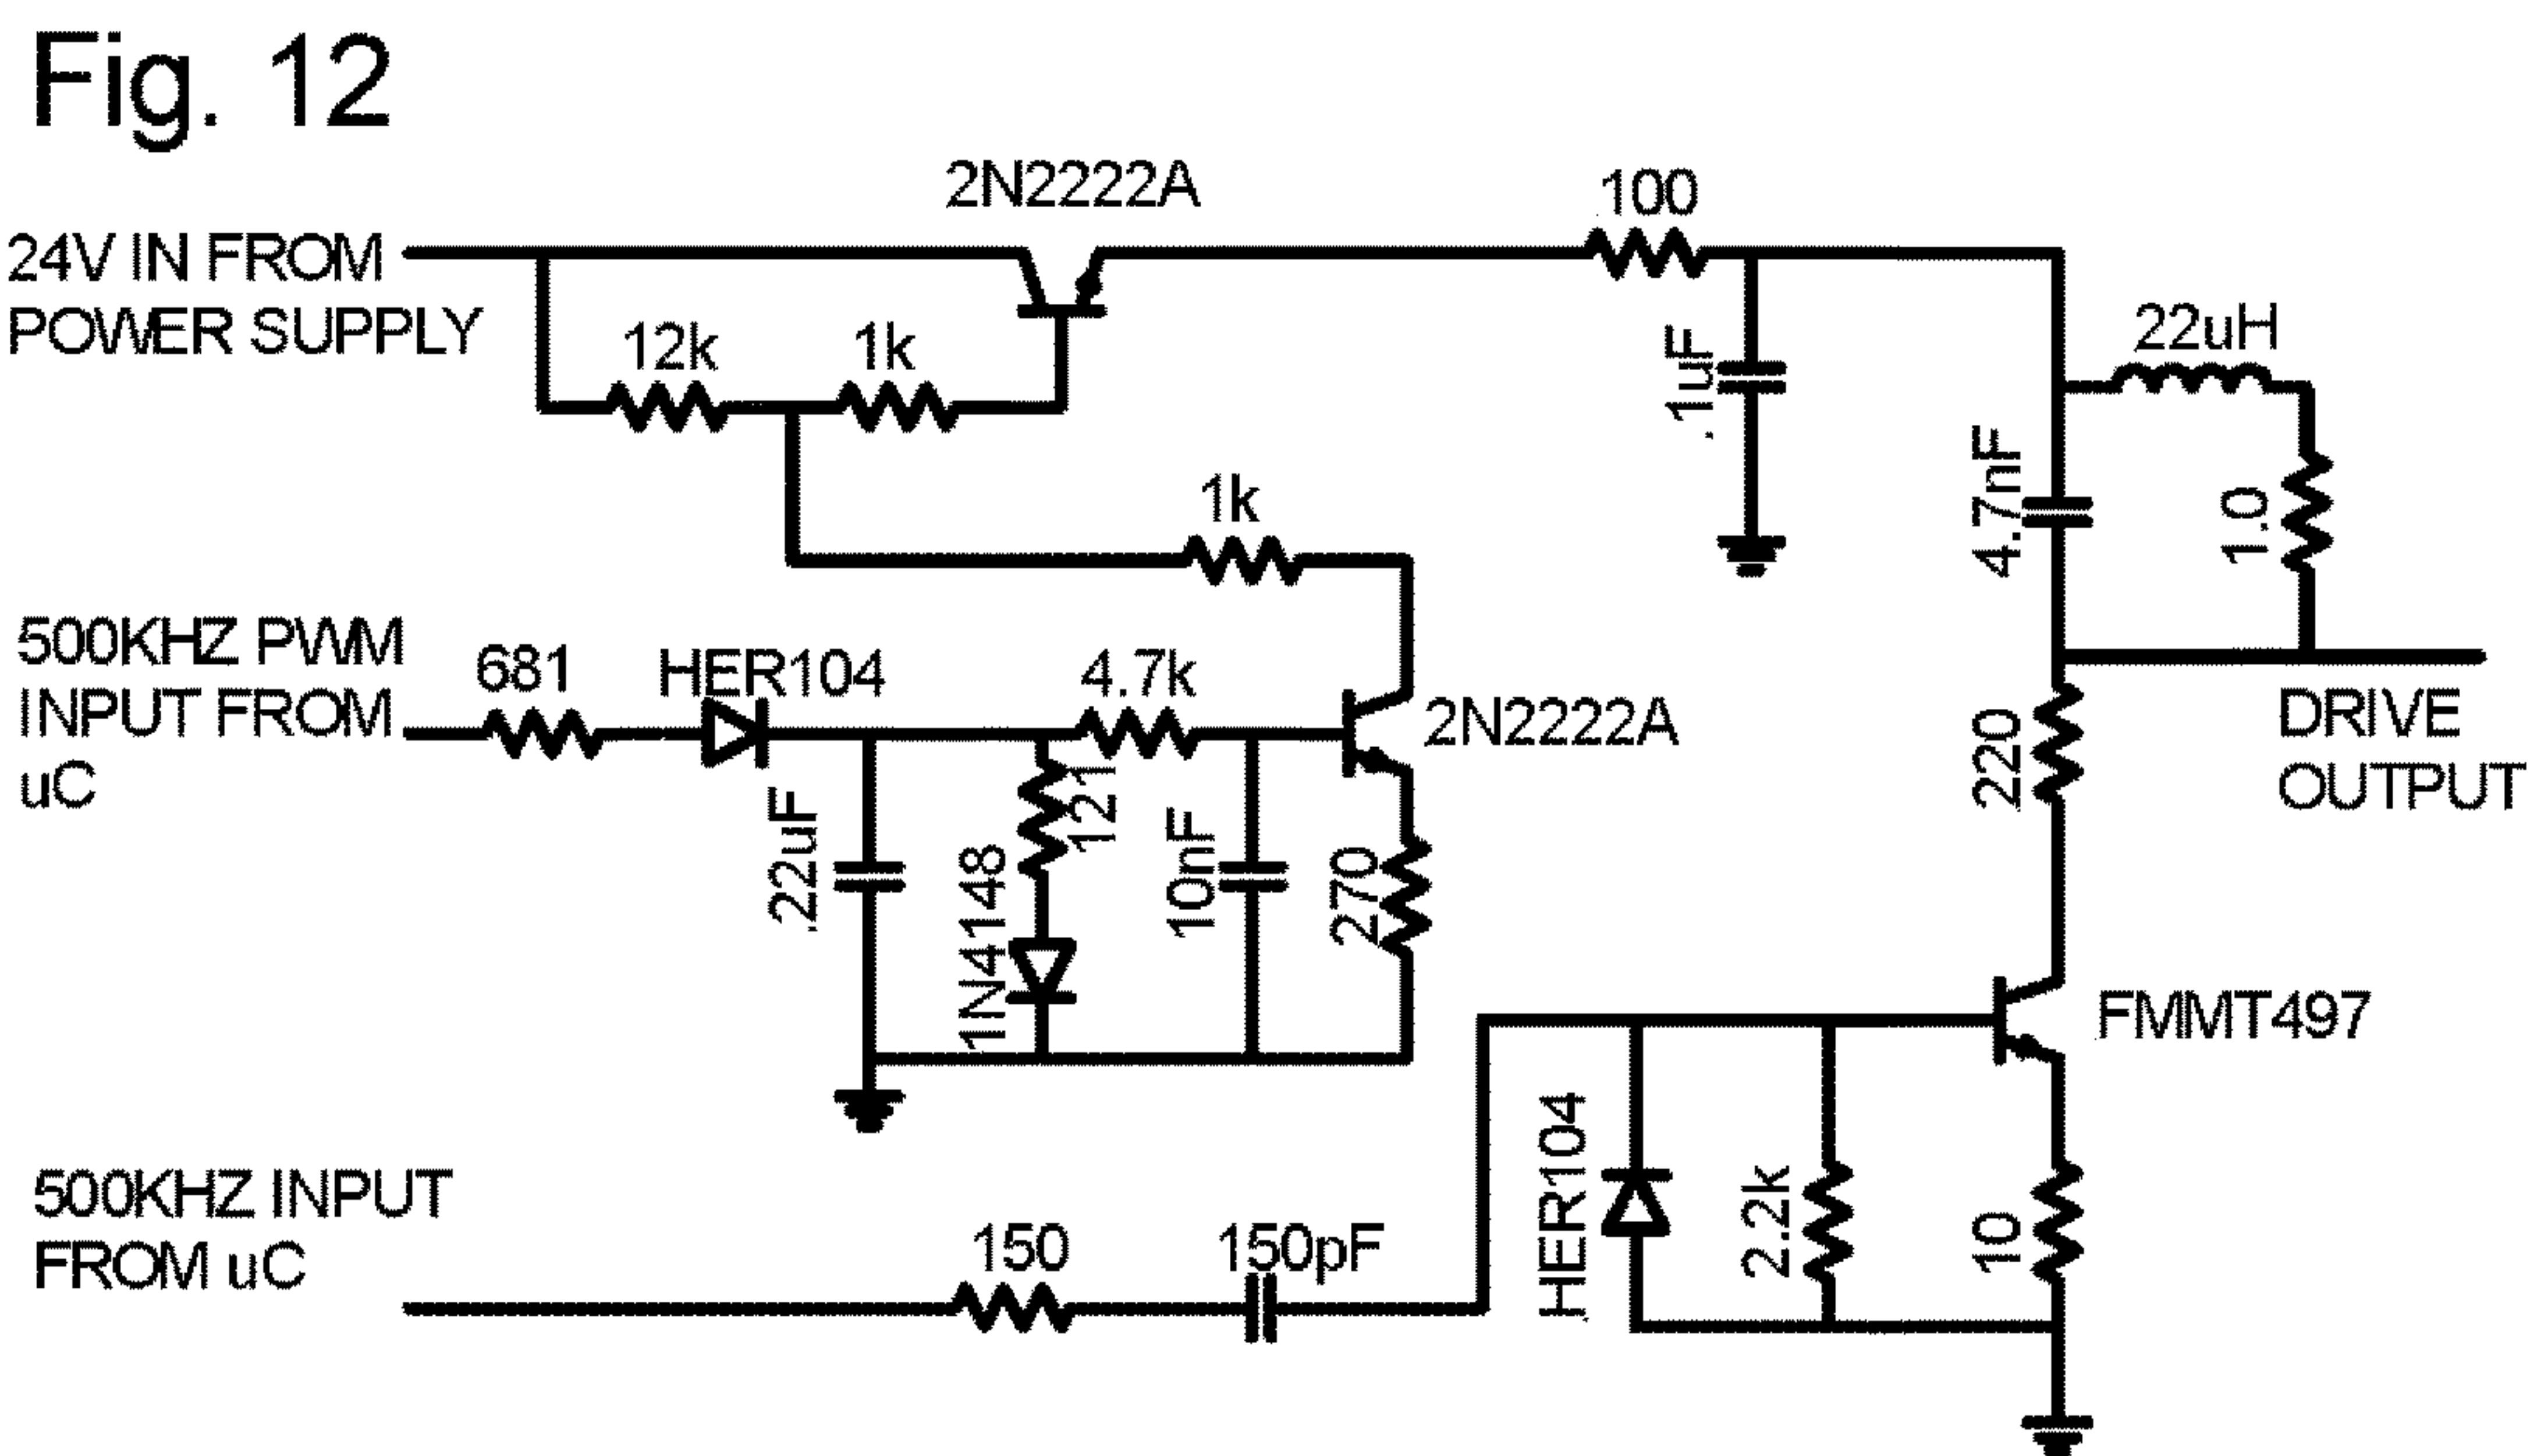 Fig. 12
2N2222A
100
24V IN FROM
POWER SUPPLY
12k
1k
.1uF
22uH
4.7nF
1.0
1k
500KHZ PWM
INPUT FROM
uC
681
HER104
4.7k
2N2222A
.22uF
121
1N4148
10nF
270
220
DRIVE
OUTPUT
FMMT497
500KHZ INPUT
FROM uC
150
150pF
HER104
2.2k
10